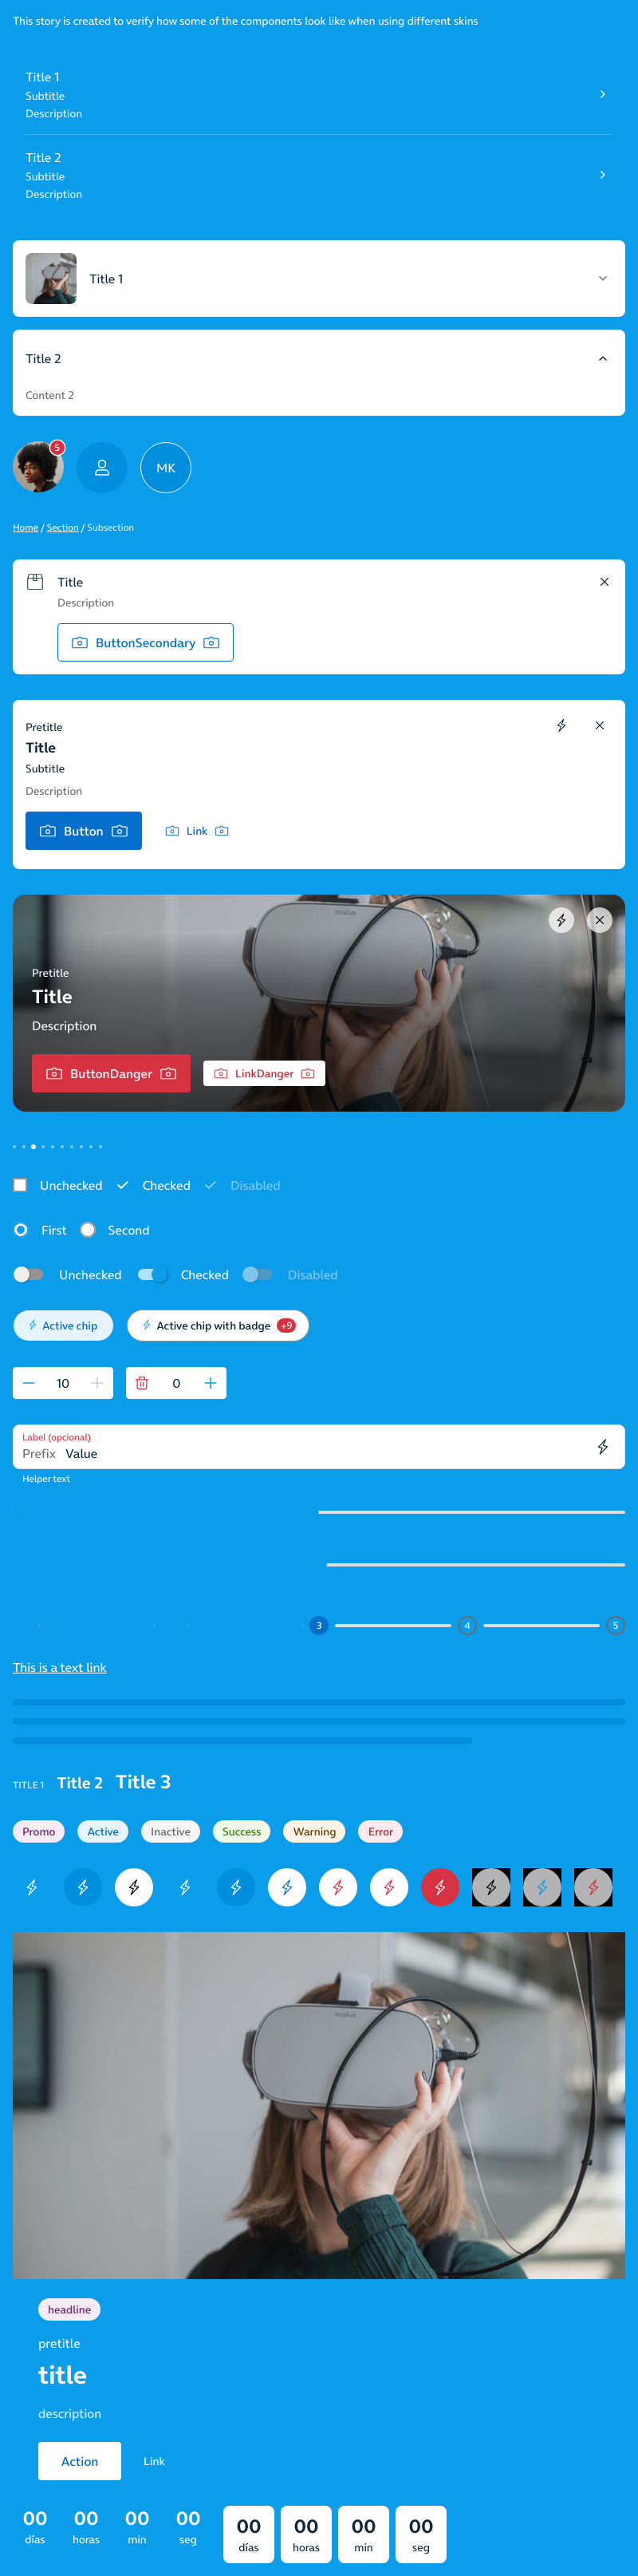 This story is created to verify how some of the components look like when using different skins
Title 1
Subtitle
Description
Title 2
Subtitle
Description
Title 1
Title 2
Content 2
5
MK
Home / Section / Subsection
Title
Description
ButtonSecondary
Pretitle
Title
Subtitle
Description
Button Link
oculus
Pretitle
Title
Description
ButtonDanger LinkDanger
Unchecked Checked Disabled
First Second
Unchecked Checked Disabled
Active chip Active chip with badge +9
10 0
Label (opcional)
Prefix Value
Helper text
3 4 5
This is a text link
TITLE 1 Title 2 Title 3
Promo Active Inactive Success Warning Error
oculus
headline
pretitle
title
description
Action Link
00 00 00 00 00 00 00 00
días horas min seg días horas min seg